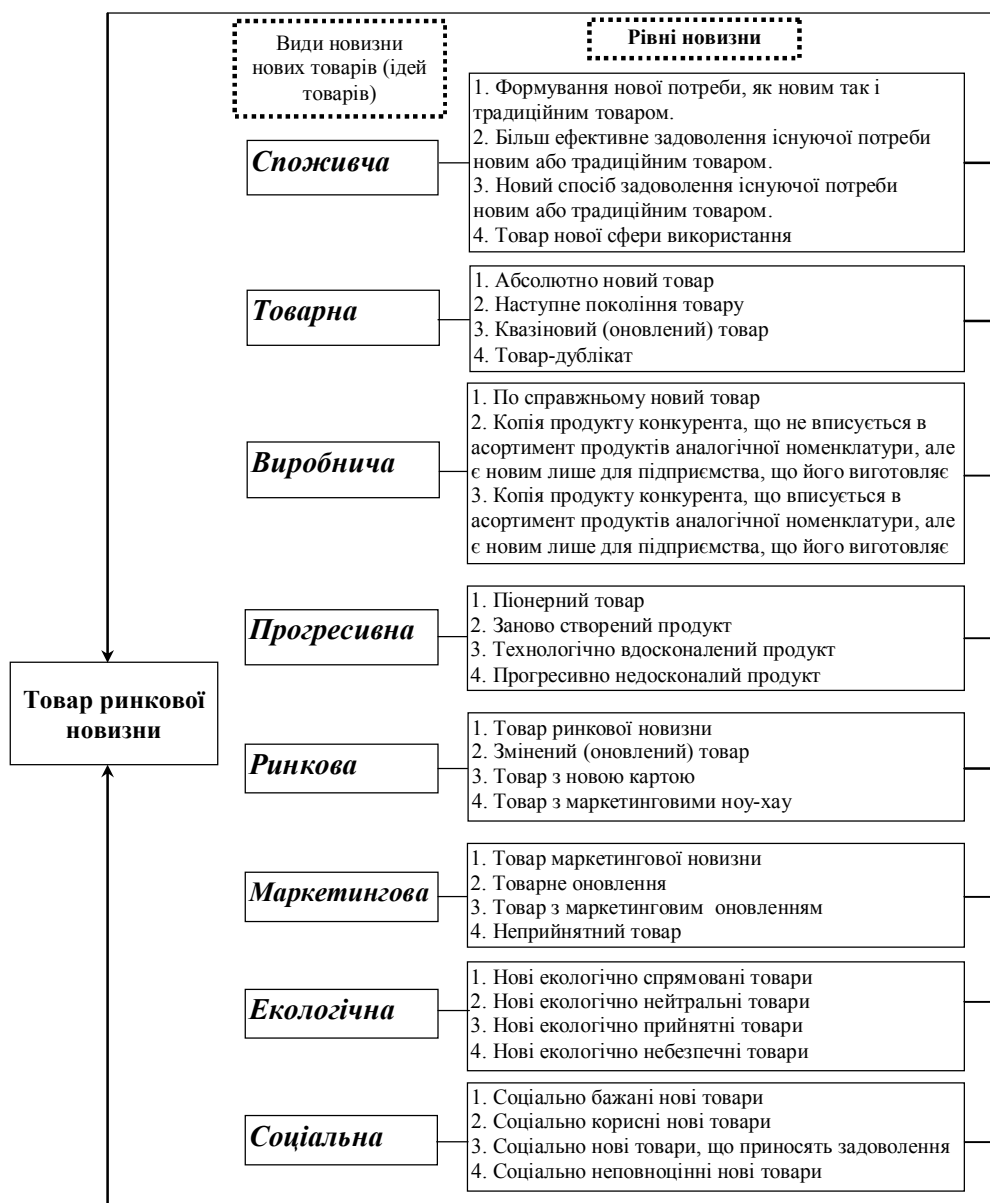 Види новизни
нових товарів (ідей
товарів)
Рівні новизни
Споживча
1. Формування нової потреби, як новим так і
традиційним товаром.
2. Більш ефективне задоволення існуючої потреби
новим або традиційним товаром.
3. Новий спосіб задоволення існуючої потреби
новим або традиційним товаром.
4. Товар нової сфери використання
Товарна
1. Абсолютно новий товар
2. Наступне покоління товару
3. Квазіновий (оновлений) товар
4. Товар-дублікат
Виробнича
1. По справжньому новий товар
2. Копія продукту конкурента, що не вписується в
асортимент продуктів аналогічної номенклатури, але
є новим лише для підприємства, що його виготовляє
3. Копія продукту конкурента, що вписується в
асортимент продуктів аналогічної номенклатури, але
є новим лише для підприємства, що його виготовляє
Прогресивна
1. Піонерний товар
2. Заново створений продукт
3. Технологічно вдосконалений продукт
4. Прогресивно недосконалий продукт
Товар ринкової
новизни
Ринкова
1. Товар ринкової новизни
2. Змінений (оновлений) товар
3. Товар з новою картою
4. Товар з маркетинговими ноу-хау
Маркетингова
1. Товар маркетингової новизни
2. Товарне оновлення
3. Товар з маркетинговим оновленням
4. Неприйнятний товар
Екологічна
1. Нові екологічно спрямовані товари
2. Нові екологічно нейтральні товари
3. Нові екологічно прийнятні товари
4. Нові екологічно небезпечні товари
Соціальна
1. Соціально бажані нові товари
2. Соціально корисні нові товари
3. Соціально нові товари, що приносять задоволення
4. Соціально неповноцінні нові товари